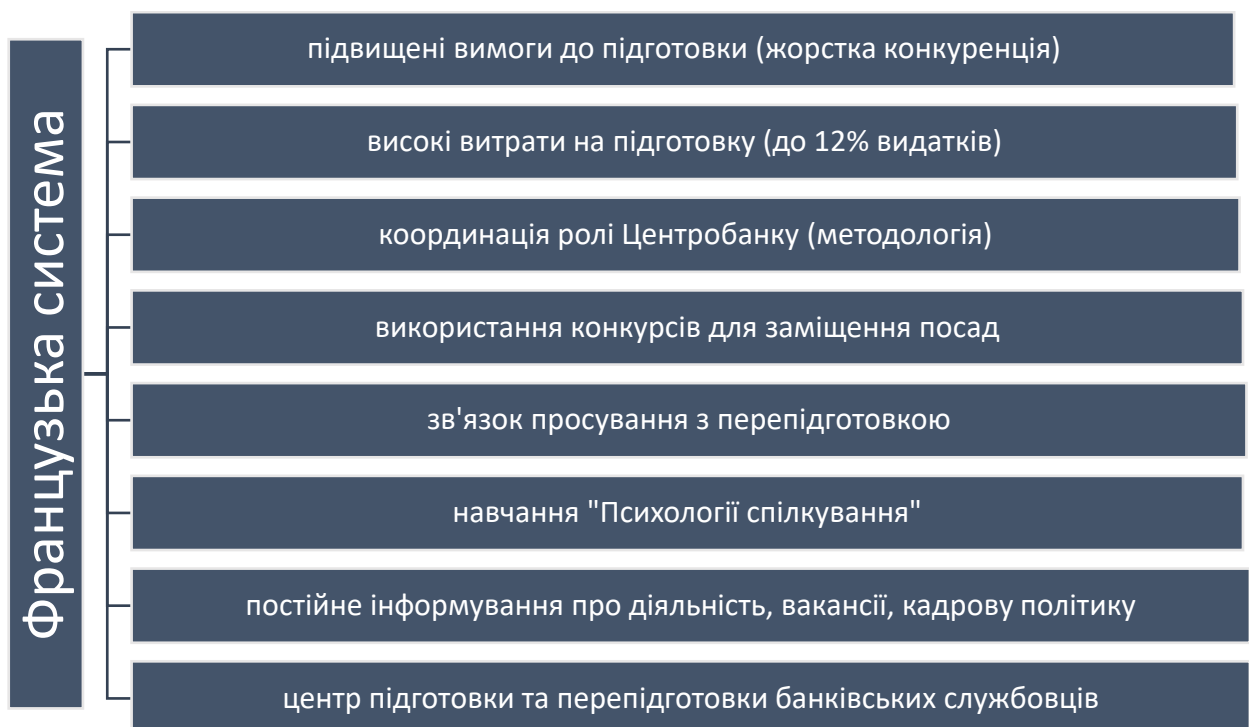 Французька система
підвищені вимоги до підготовки (жорстка конкуренція)
високі витрати на підготовку (до 12% видатків)
координація ролі Центробанку (методологія)
використання конкурсів для заміщення посад
зв'язок просування з перепідготовкою
навчання "Психології спілкування"
постійне інформування про діяльність, вакансії, кадрову політику
центр підготовки та перепідготовки банківських службовців